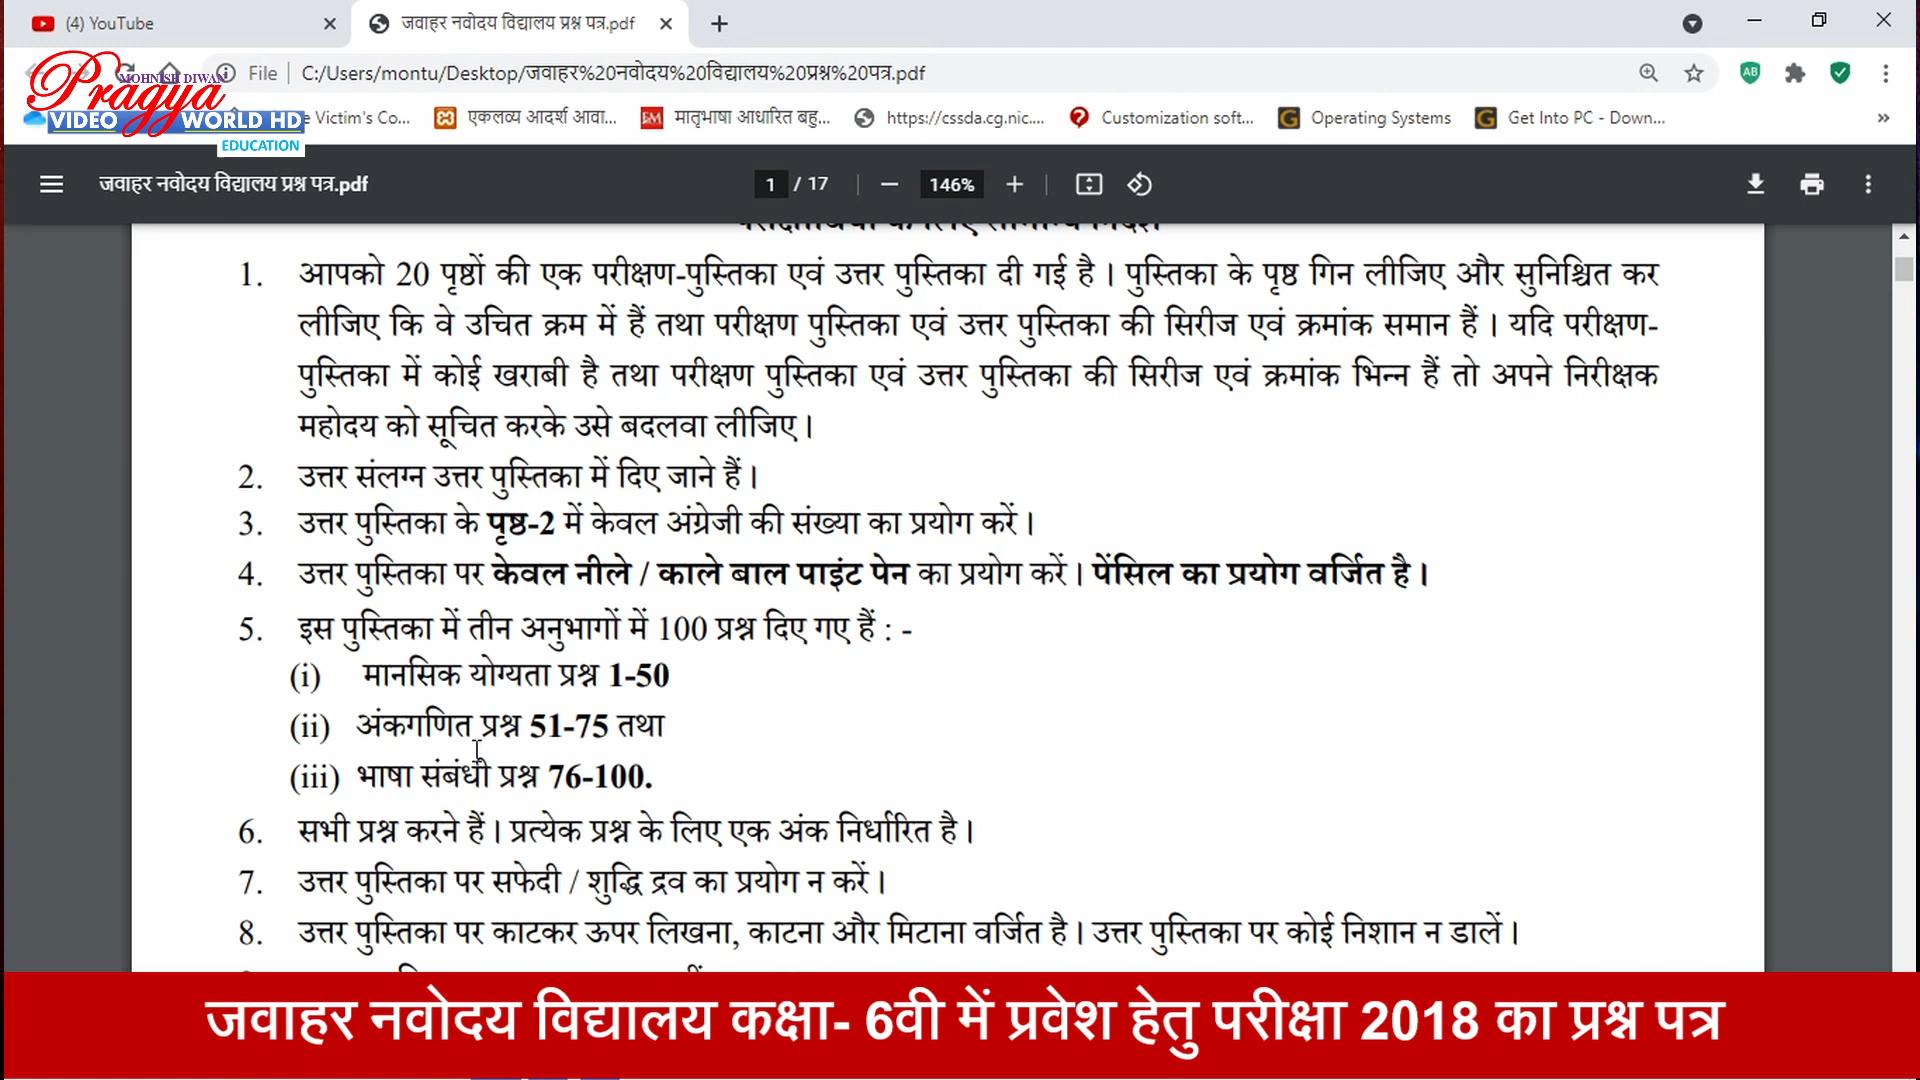 (4) YouTube
जवाहर नवोदय विद्यालय प्रश्न पत्र.pdf
File
C:/Users/montu/Desktop/जवाहर%20नवोदय%20विद्यालय%20प्रश्न%20पत्र.pdf
MOHNISH DIWAN
Pragya
VIDEO WORLD HD
EDUCATION
e Victim's Co...
एकलव्य आदर्श आवा...
मातृभाषा आधारित बहु...
https://cssda.cg.nic....
Customization soft...
Operating Systems
Get Into PC - Down...
»
जवाहर नवोदय विद्यालय प्रश्न पत्र.pdf
1 / 17
146%
1. आपको 20 पृष्ठों की एक परीक्षण-पुस्तिका एवं उत्तर पुस्तिका दी गई है। पुस्तिका के पृष्ठ गिन लीजिए और सुनिश्चित कर
लीजिए कि वे उचित क्रम में हैं तथा परीक्षण पुस्तिका एवं उत्तर पुस्तिका की सिरीज एवं क्रमांक समान हैं। यदि परीक्षण-
पुस्तिका में कोई खराबी है तथा परीक्षण पुस्तिका एवं उत्तर पुस्तिका की सिरीज एवं क्रमांक भिन्न हैं तो अपने निरीक्षक
महोदय को सूचित करके उसे बदलवा लीजिए।
2. उत्तर संलग्न उत्तर पुस्तिका में दिए जाने हैं।
3. उत्तर पुस्तिका के पृष्ठ-2 में केवल अंग्रेजी की संख्या का प्रयोग करें।
4. उत्तर पुस्तिका पर केवल नीले / काले बाल पाइंट पेन का प्रयोग करें। पेंसिल का प्रयोग वर्जित है।
5. इस पुस्तिका में तीन अनुभागों में 100 प्रश्न दिए गए हैं : -
(i) मानसिक योग्यता प्रश्न 1-50
(ii) अंकगणित प्रश्न 51-75 तथा
(iii) भाषा संबंधी प्रश्न 76-100.
6. सभी प्रश्न करने हैं। प्रत्येक प्रश्न के लिए एक अंक निर्धारित है।
7. उत्तर पुस्तिका पर सफेदी / शुद्धि द्रव का प्रयोग न करें।
8. उत्तर पुस्तिका पर काटकर ऊपर लिखना, काटना और मिटाना वर्जित है। उत्तर पुस्तिका पर कोई निशान न डालें।
जवाहर नवोदय विद्यालय कक्षा- 6वी में प्रवेश हेतु परीक्षा 2018 का प्रश्न पत्र